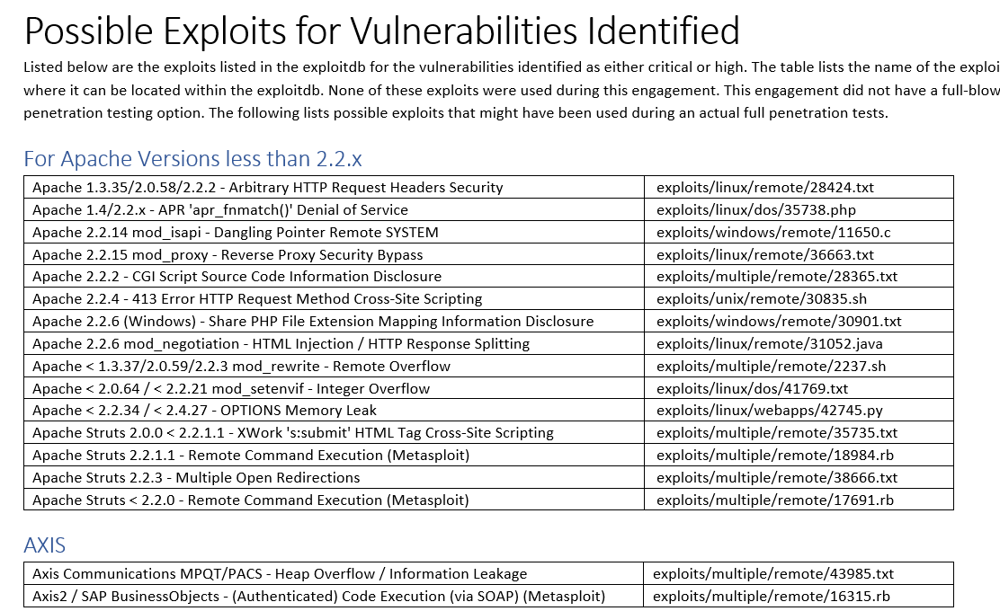 Possible Exploits for Vulnerabilities Identified
Listed below are the exploits listed in the exploitdb for the vulnerabilities identified as either critical or high. The table lists the name of the exploi
where it can be located within the exploitdb. None of these exploits were used during this engagement. This engagement did not have a full-blow
penetration testing option. The following lists possible exploits that might have been used during an actual full penetration tests.
For Apache Versions less than 2.2.x
Apache 1.3.35/2.0.58/2.2.2 - Arbitrary HTTP Request Headers Security exploits/linux/remote/28424.txt
Apache 1.4/2.2.x - APR 'apr_fnmatch()' Denial of Service exploits/linux/dos/35738.php
Apache 2.2.14 mod_isapi - Dangling Pointer Remote SYSTEM exploits/windows/remote/11650.c
Apache 2.2.15 mod_proxy - Reverse Proxy Security Bypass exploits/linux/remote/36663.txt
Apache 2.2.2 - CGI Script Source Code Information Disclosure exploits/multiple/remote/28365.txt
Apache 2.2.4 - 413 Error HTTP Request Method Cross-Site Scripting exploits/unix/remote/30835.sh
Apache 2.2.6 (Windows) - Share PHP File Extension Mapping Information Disclosure exploits/windows/remote/30901.txt
Apache 2.2.6 mod_negotiation - HTML Injection / HTTP Response Splitting exploits/linux/remote/31052.java
Apache < 1.3.37/2.0.59/2.2.3 mod_rewrite - Remote Overflow exploits/multiple/remote/2237.sh
Apache < 2.0.64 / < 2.2.21 mod_setenvif - Integer Overflow exploits/linux/dos/41769.txt
Apache < 2.2.34 / < 2.4.27 - OPTIONS Memory Leak exploits/linux/webapps/42745.py
Apache Struts 2.0.0 < 2.2.1.1 - XWork 's:submit' HTML Tag Cross-Site Scripting exploits/multiple/remote/35735.txt
Apache Struts 2.2.1.1 - Remote Command Execution (Metasploit) exploits/multiple/remote/18984.rb
Apache Struts 2.2.3 - Multiple Open Redirections exploits/multiple/remote/38666.txt
Apache Struts < 2.2.0 - Remote Command Execution (Metasploit) exploits/multiple/remote/17691.rb
AXIS
Axis Communications MPQT/PACS - Heap Overflow / Information Leakage exploits/multiple/remote/43985.txt
Axis2 / SAP BusinessObjects - (Authenticated) Code Execution (via SOAP) (Metasploit) exploits/multiple/remote/16315.rb